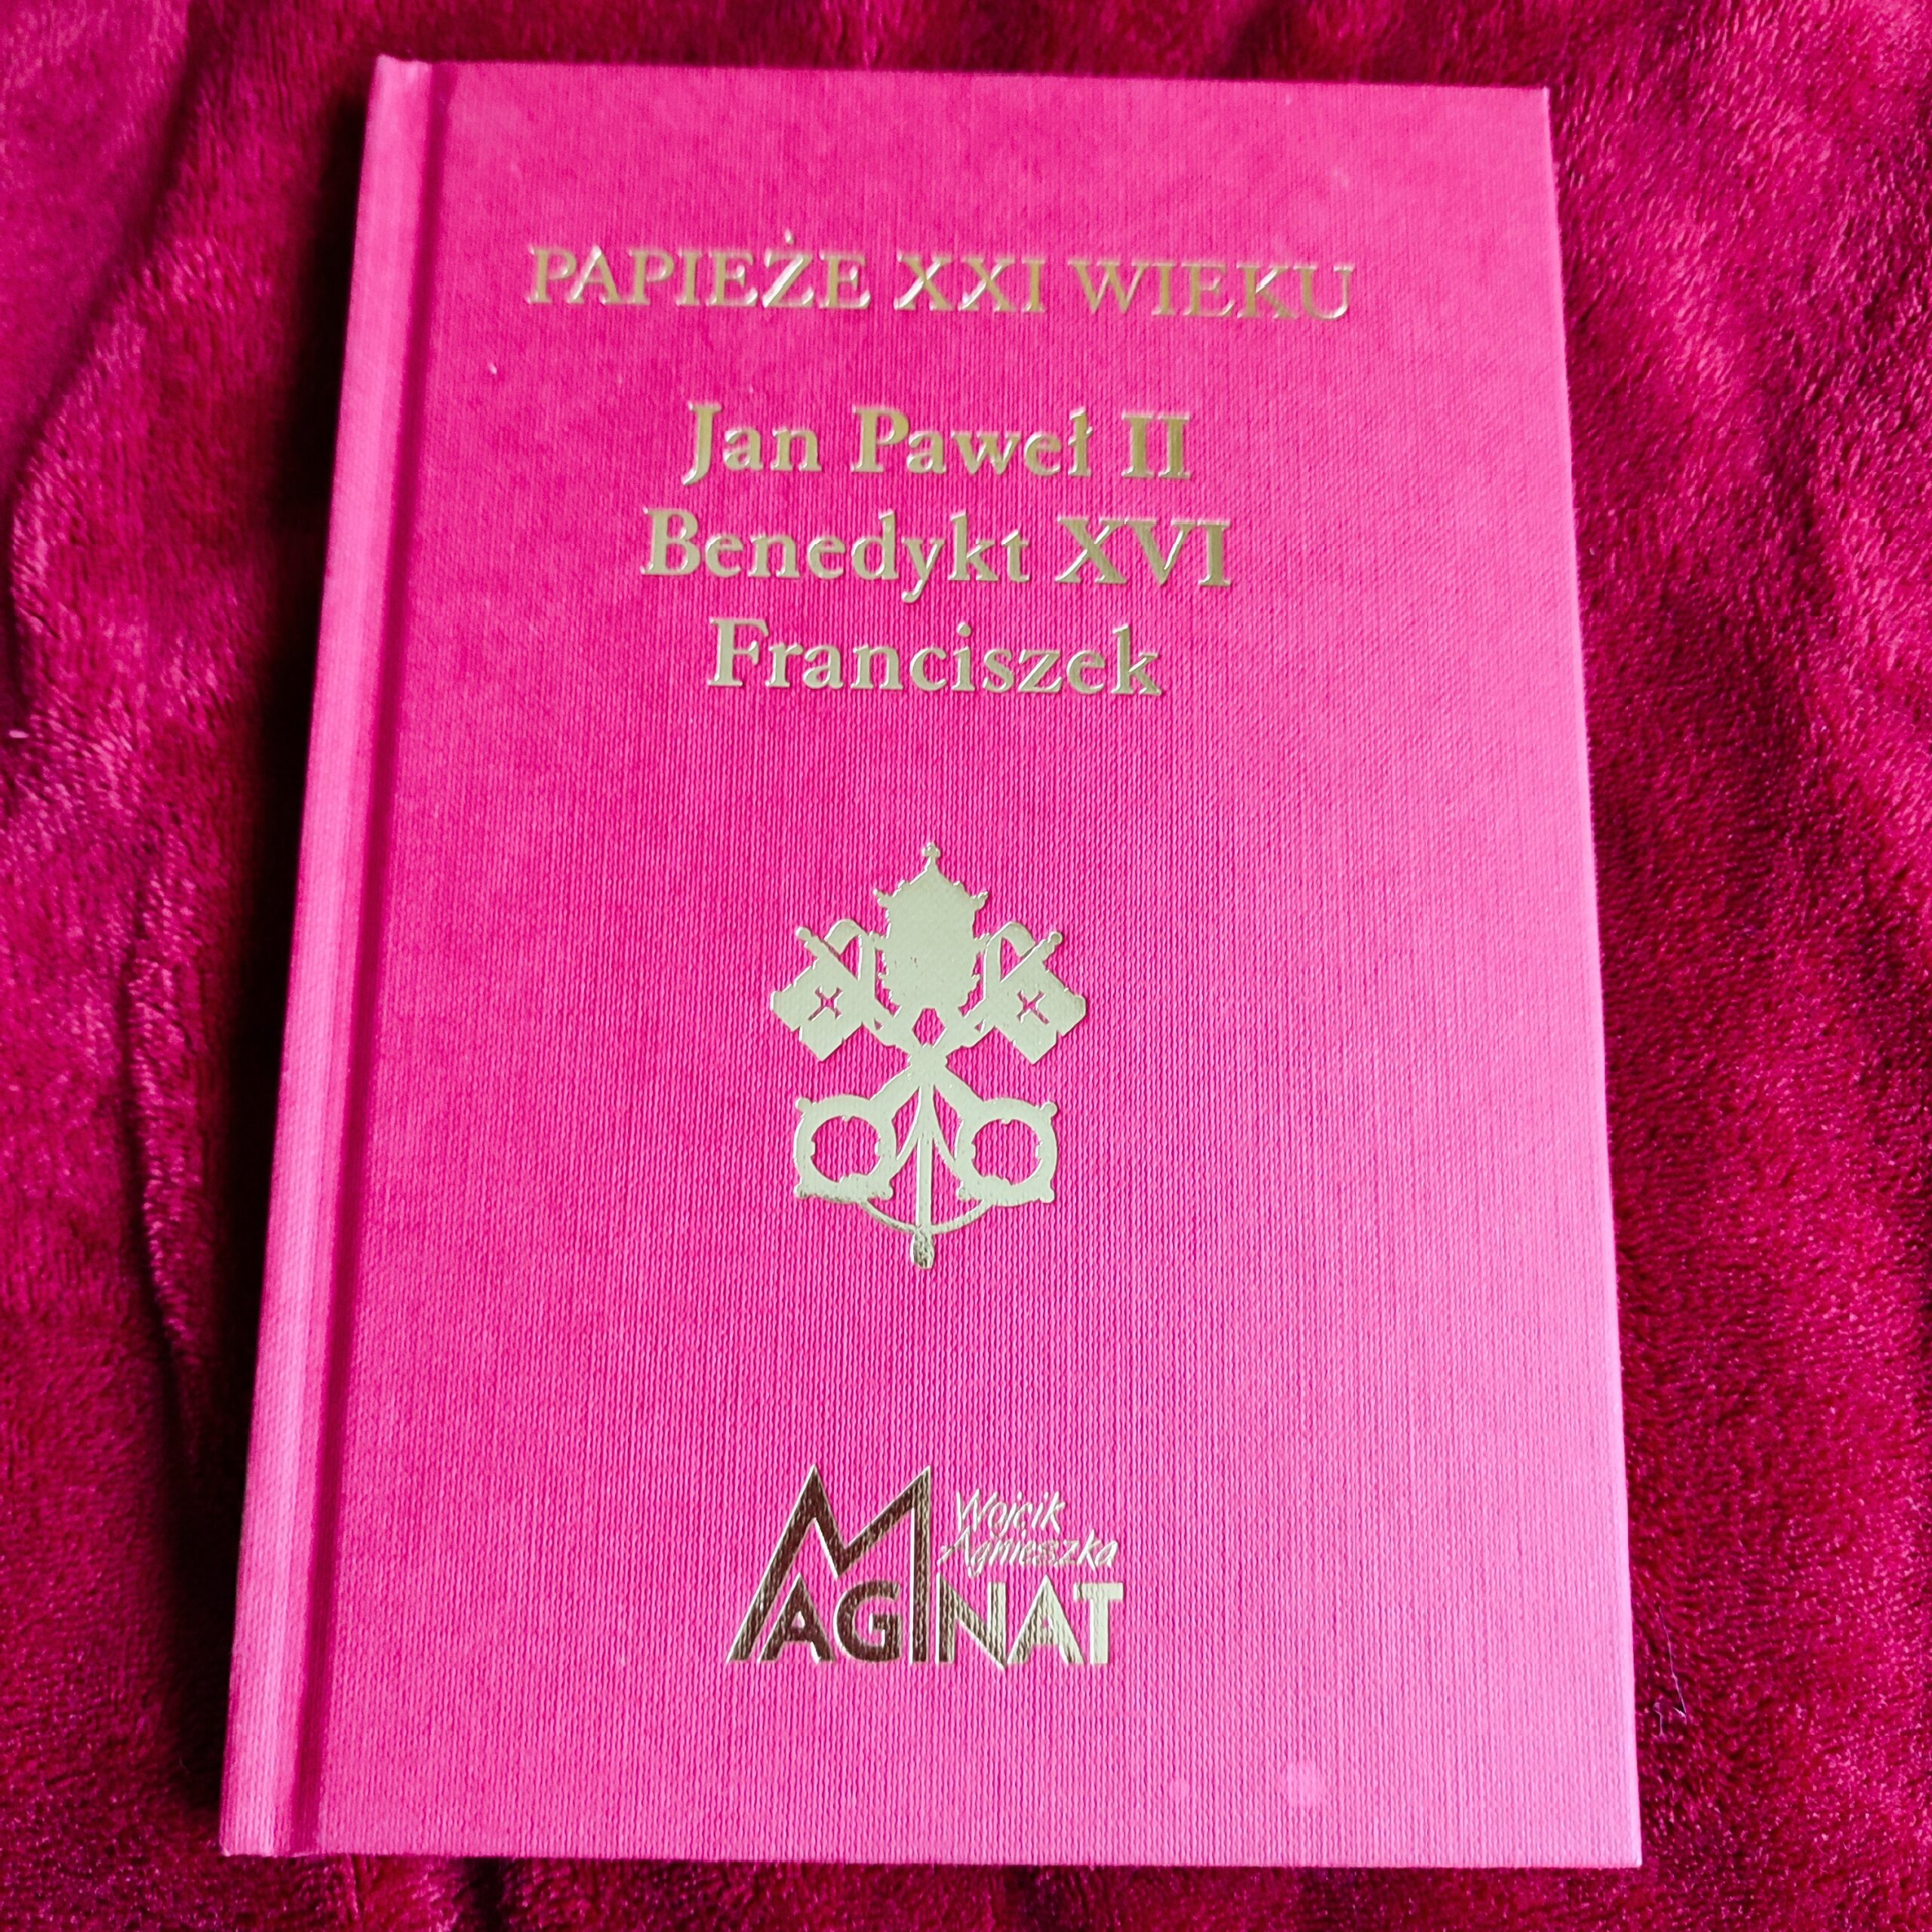 PAPIEŻE XXI WIEKU
Jan Paweł II
Benedykt XVI
Franciszek
Wojcik
Agnieszka
MAGNAT